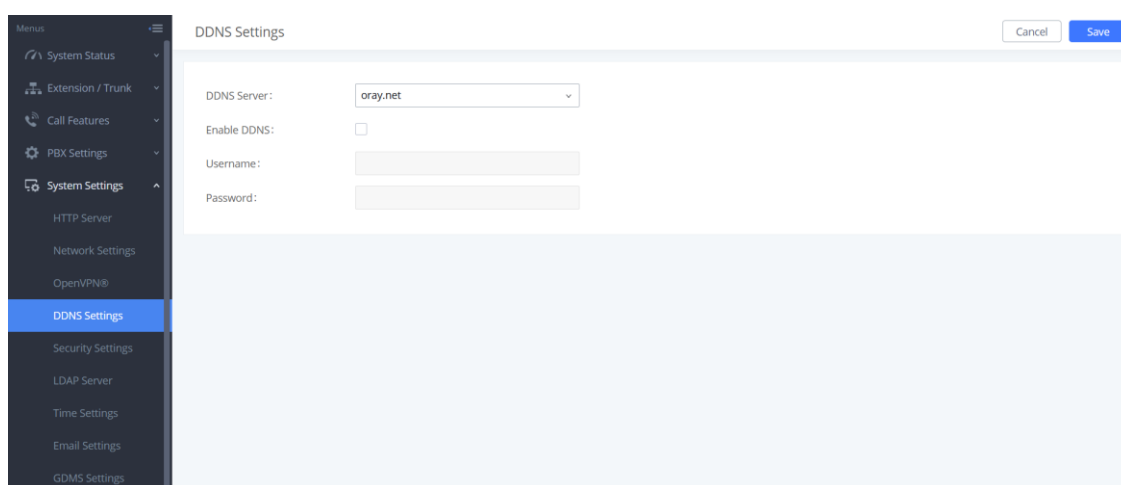 Menus
System Status
Extension / Trunk
Call Features
PBX Settings
System Settings
HTTP Server
Network Settings
OpenVPN®
DDNS Settings
Security Settings
LDAP Server
Time Settings
Email Settings
GDMS Settings
DDNS Settings
Cancel
Save
DDNS Server:
oray.net
Enable DDNS:
Username:
Password: